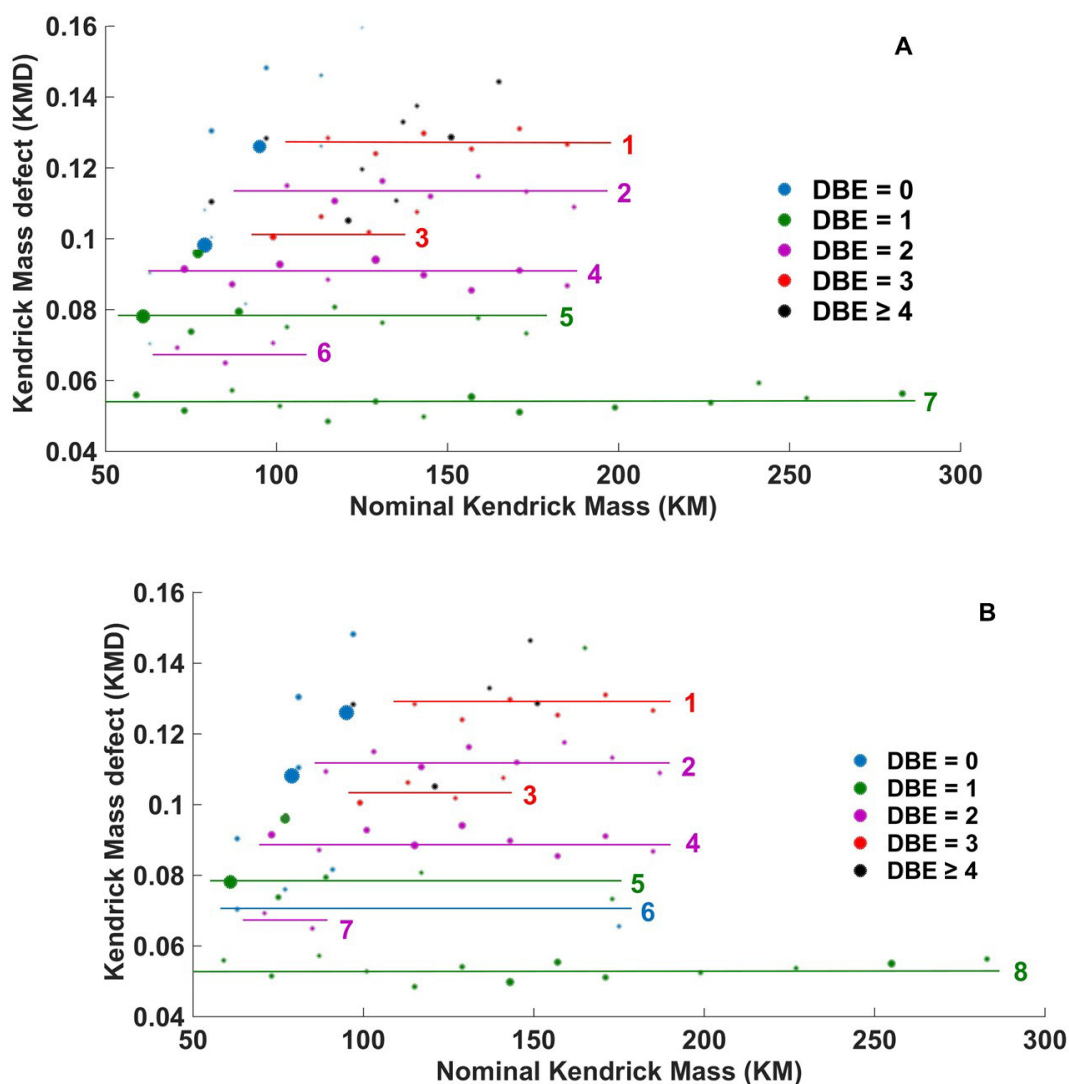 A
Kendrick Mass defect (KMD)
0.16
0.14
0.12
0.1
0.08
0.06
0.04
1
2
3
4
5
6
7
DBE = 0
DBE = 1
DBE = 2
DBE = 3
DBE ≥ 4
50 100 150 200 250 300
Nominal Kendrick Mass (KM)
B
Kendrick Mass defect (KMD)
0.16
0.14
0.12
0.1
0.08
0.06
0.04
1
2
3
4
5
6
7
8
DBE = 0
DBE = 1
DBE = 2
DBE = 3
DBE ≥ 4
50 100 150 200 250 300
Nominal Kendrick Mass (KM)